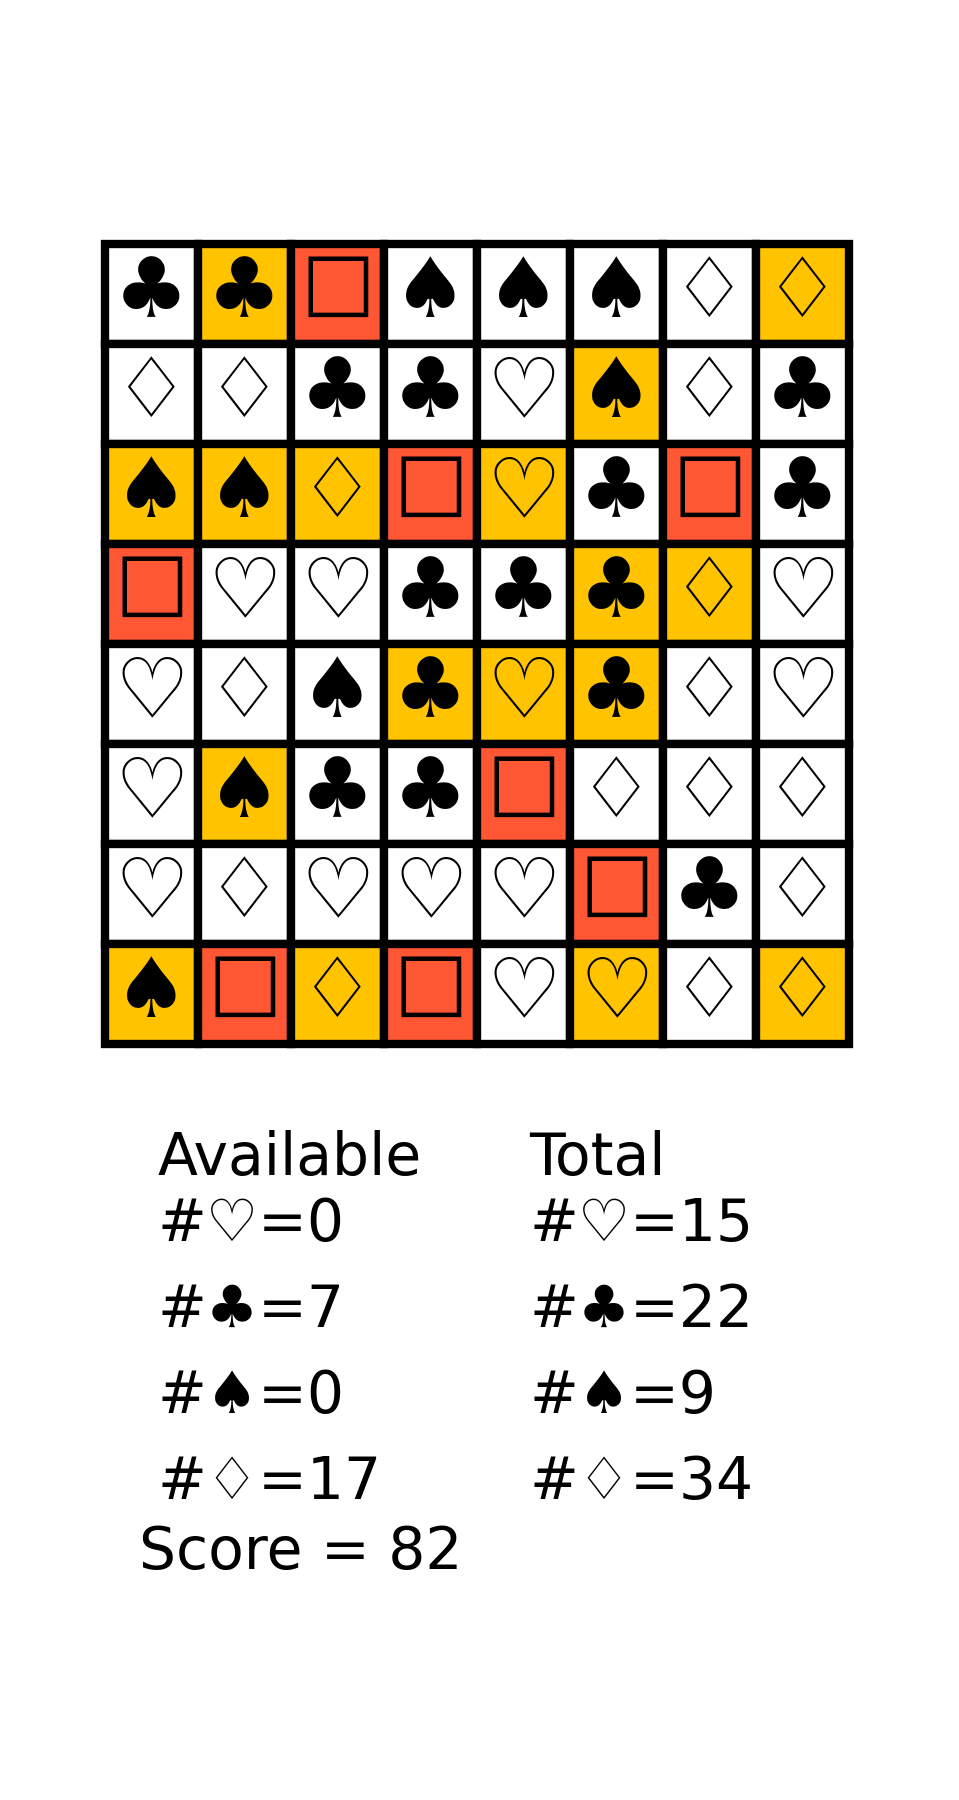 ♣ ♣ □ ♠ ♠ ♠ ♢ ♢
♢ ♢ ♣ ♣ ♡ ♠ ♢ ♣
♠ ♠ ♢ □ ♡ ♣ □ ♣
□ ♡ ♡ ♣ ♣ ♣ ♢ ♡
♡ ♢ ♠ ♣ ♡ ♣ ♢ ♡
♡ ♠ ♣ ♣ □ ♢ ♢ ♢
♡ ♢ ♡ ♡ ♡ □ ♣ ♢
♠ □ ♢ □ ♡ ♡ ♢ ♢
Available Total
#♡=0 #♡=15
#♣=7 #♣=22
#♠=0 #♠=9
#♢=17 #♢=34
Score = 82